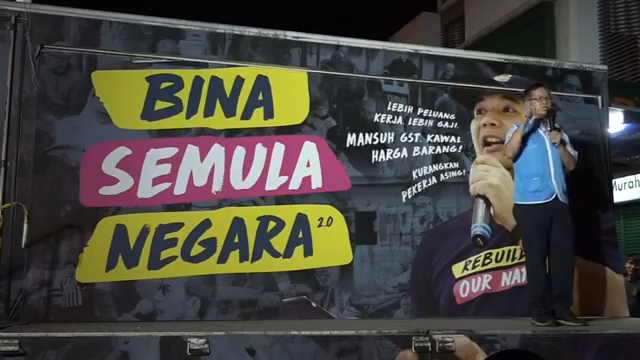 BINA
SEMULA
NEGARA 2.0
LEBIH PELUANG
KERJA, LEBIH GAJI.
MANSUH GST, KAWAL
HARGA BARANG!
KURANGKAN
PEKERJA ASING!
REBUILD
OUR NAT
Murah